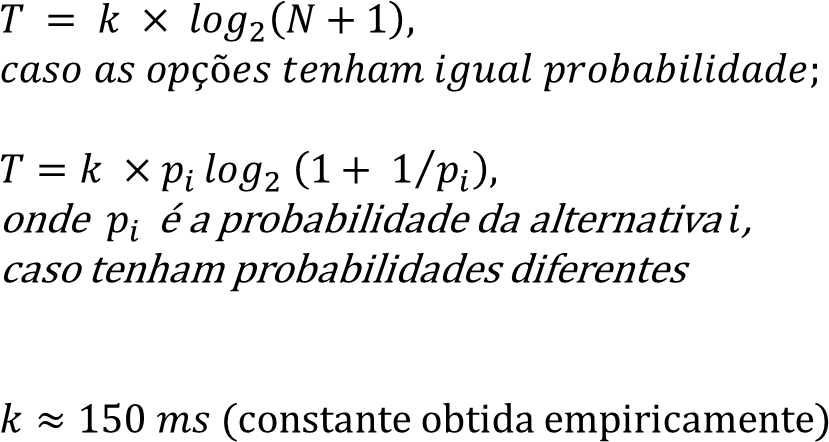 T = k × log₂(N + 1),
caso as opções tenham igual probabilidade;
T = k × pᵢ log₂ (1 + 1/pᵢ),
onde pᵢ é a probabilidade da alternativa i,
caso tenham probabilidades diferentes
k ≈ 150 ms (constante obtida empiricamente)